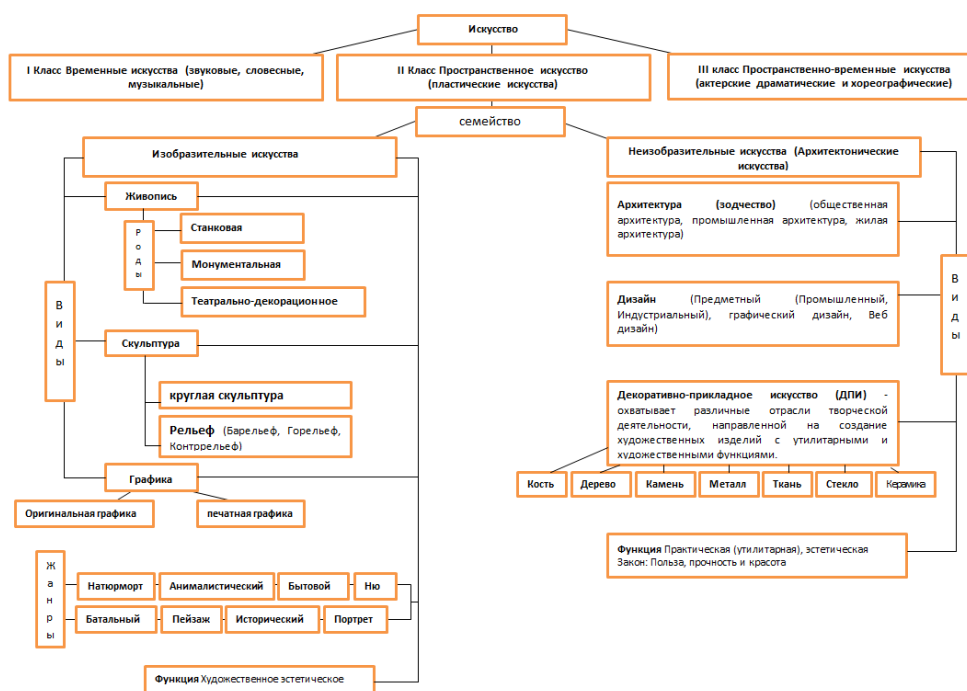 Искусство
I Класс Временные искусства (звуковые, словесные,
музыкальные)
II Класс Пространственное искусство
(пластические искусства)
III класс Пространственно-временные искусства
(актерские драматические и хореографические)
семейство
Изобразительные искусства
Неизобразительные искусства (Архитектонические
искусства)
Живопись
Роды
Станковая
Монументальная
Театрально-декорационное
Виды
Скульптура
круглая скульптура
Рельеф (Барельеф, Горельеф,
Контррельеф)
Графика
Оригинальная графика
печатная графика
Жанры
Натюрморт
Анималистический
Бытовой
Ню
Батальный
Пейзаж
Исторический
Портрет
Функция Художественное эстетическое
Архитектура (зодчество) (общественная
архитектура, промышленная архитектура, жилая
архитектура)
Виды
Дизайн (Предметный (Промышленный,
Индустриальный), графический дизайн, Веб
дизайн)
Декоративно-прикладное искусство (ДПИ) -
охватывает различные отрасли творческой
деятельности, направленной на создание
художественных изделий с утилитарными и
художественными функциями.
Кость
Дерево
Камень
Металл
Ткань
Стекло
Керамика
Функция Практическая (утилитарная), эстетическая
Закон: Польза, прочность и красота